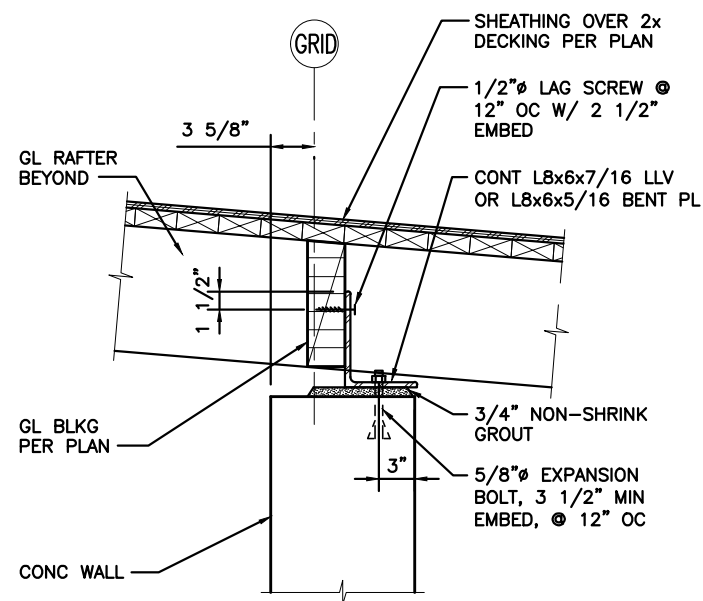 GRID
SHEATHING OVER 2x
DECKING PER PLAN
1/2"ø LAG SCREW @
12" OC W/ 2 1/2"
EMBED
3 5/8"
GL RAFTER
BEYOND
CONT L8x6x7/16 LLV
OR L8x6x5/16 BENT PL
1 1/2"
GL BLKG
PER PLAN
3/4" NON-SHRINK
GROUT
3"
5/8"ø EXPANSION
BOLT, 3 1/2" MIN
EMBED, @ 12" OC
CONC WALL